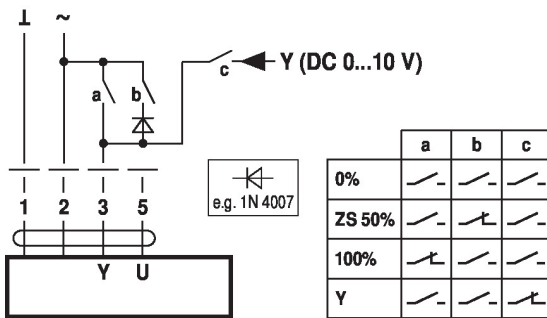 ⊥ ~
a b c Y (DC 0...10 V)
1 2 3 5
Y U
e.g. 1N 4007
a b c
0%
ZS 50%
100%
Y